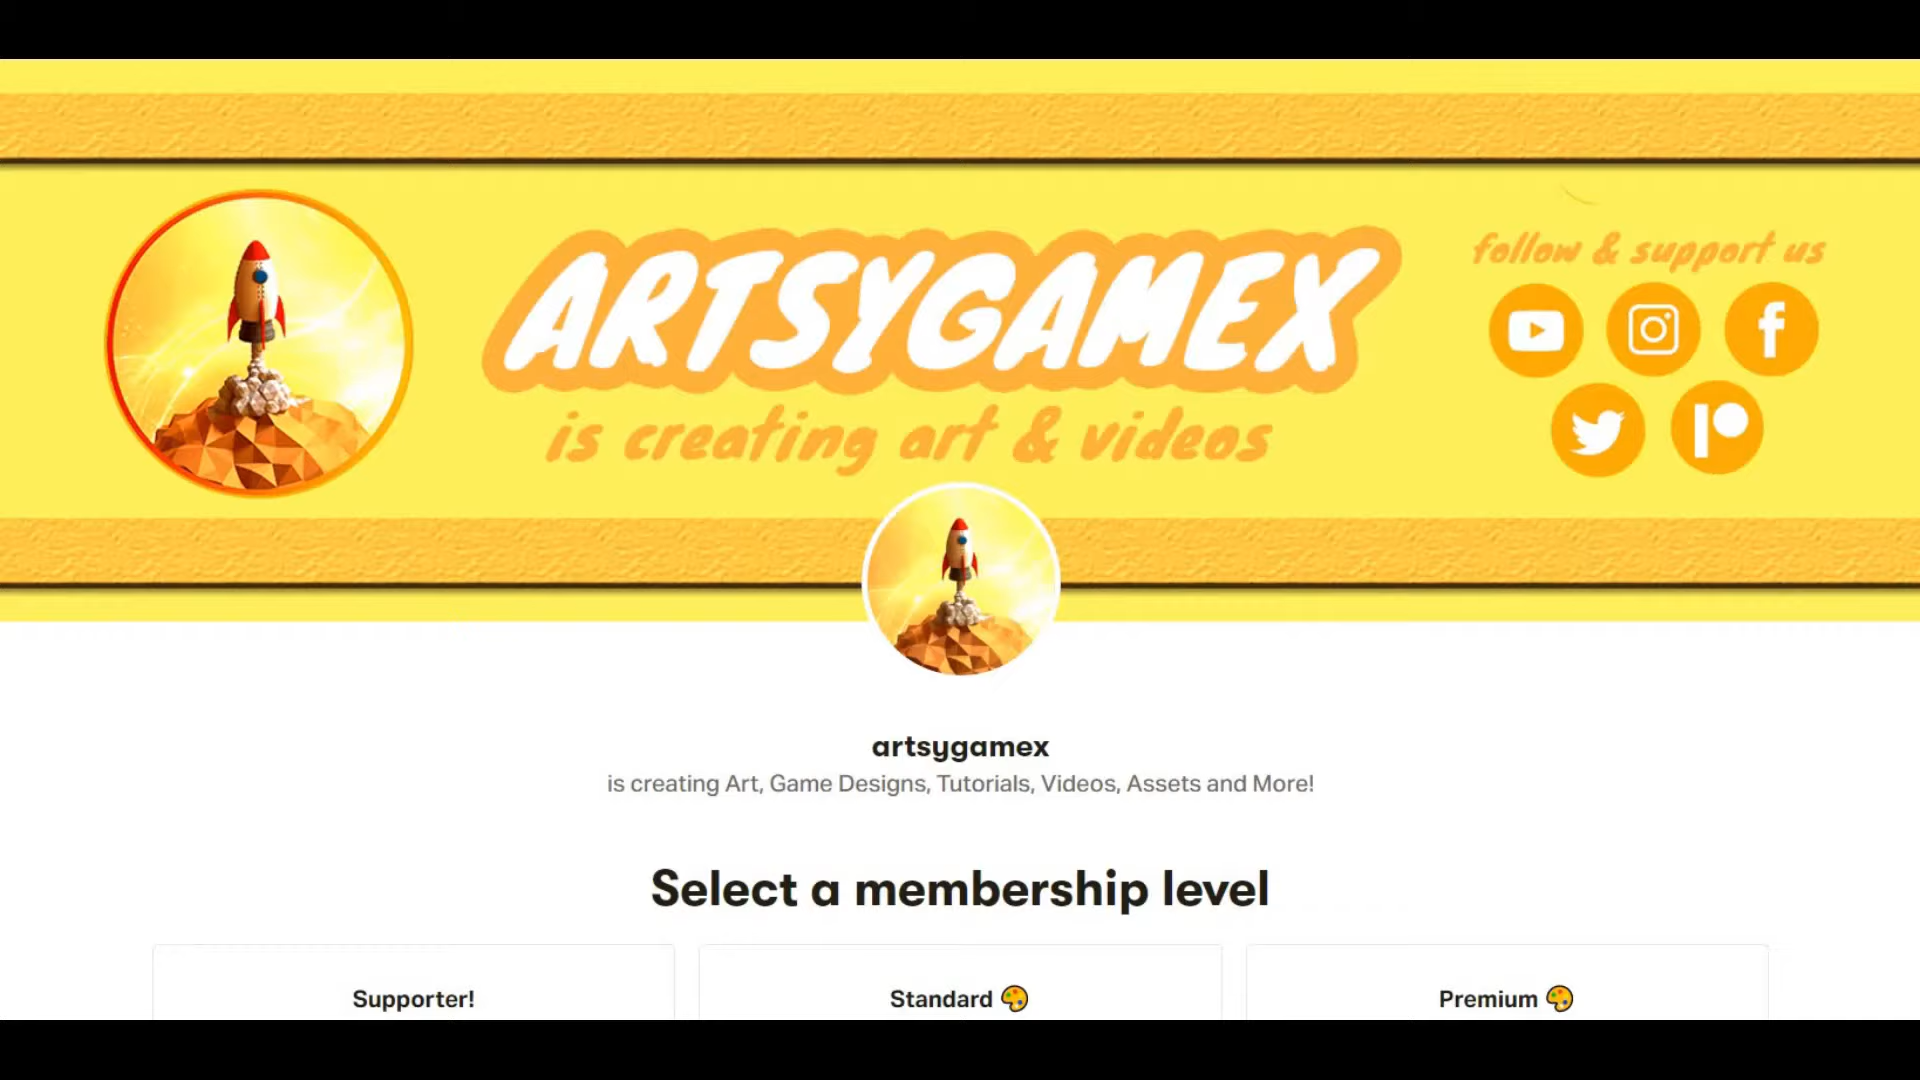 ARTSYGAMEX
is creating art & videos
follow & support us
artsygamex
is creating Art, Game Designs, Tutorials, Videos, Assets and More!
Select a membership level
Supporter!
Standard 🎨
Premium 🎨